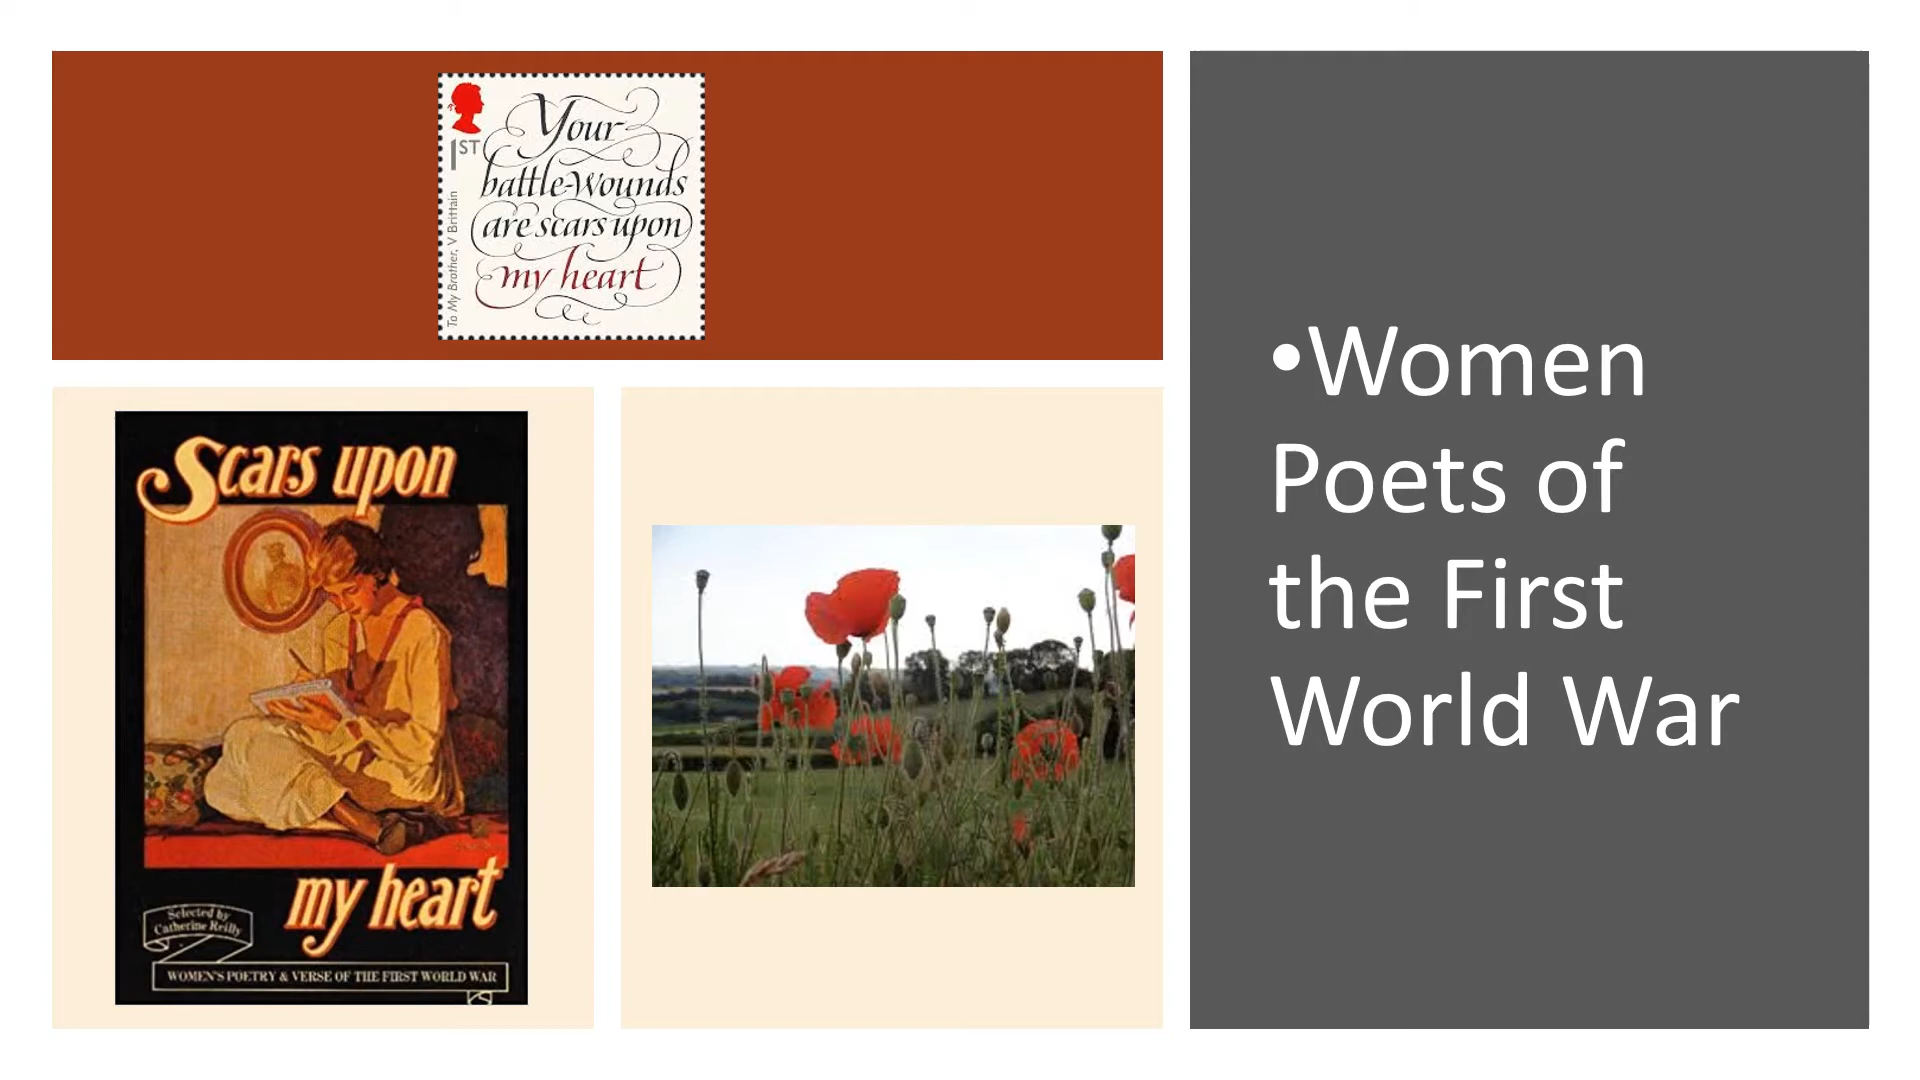 1ST
Your
battle-wounds
are scars upon
my heart
To My Brother, V Brittain
Scars upon
my heart
Selected by
Catherine Reilly
WOMEN'S POETRY & VERSE OF THE FIRST WORLD WAR
•Women
Poets of
the First
World War